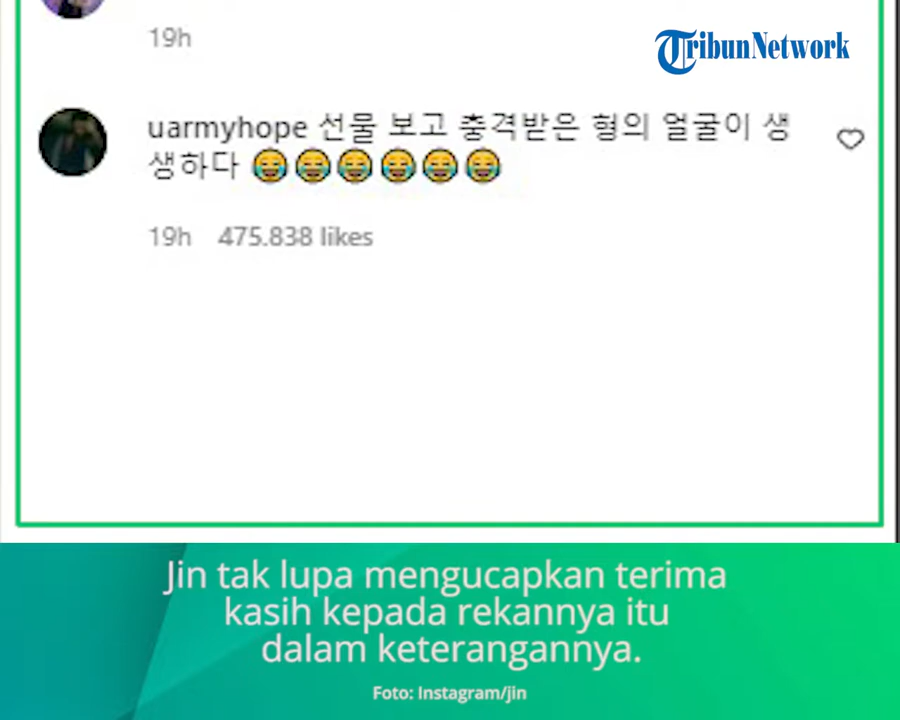 19h
TribunNetwork
uarmyhope 선물 보고 충격받은 형의 얼굴이 생
생하다 😂😂😂😂😂😂
19h 475.838 likes
Jin tak lupa mengucapkan terima
kasih kepada rekannya itu
dalam keterangannya.
Foto: Instagram/jin